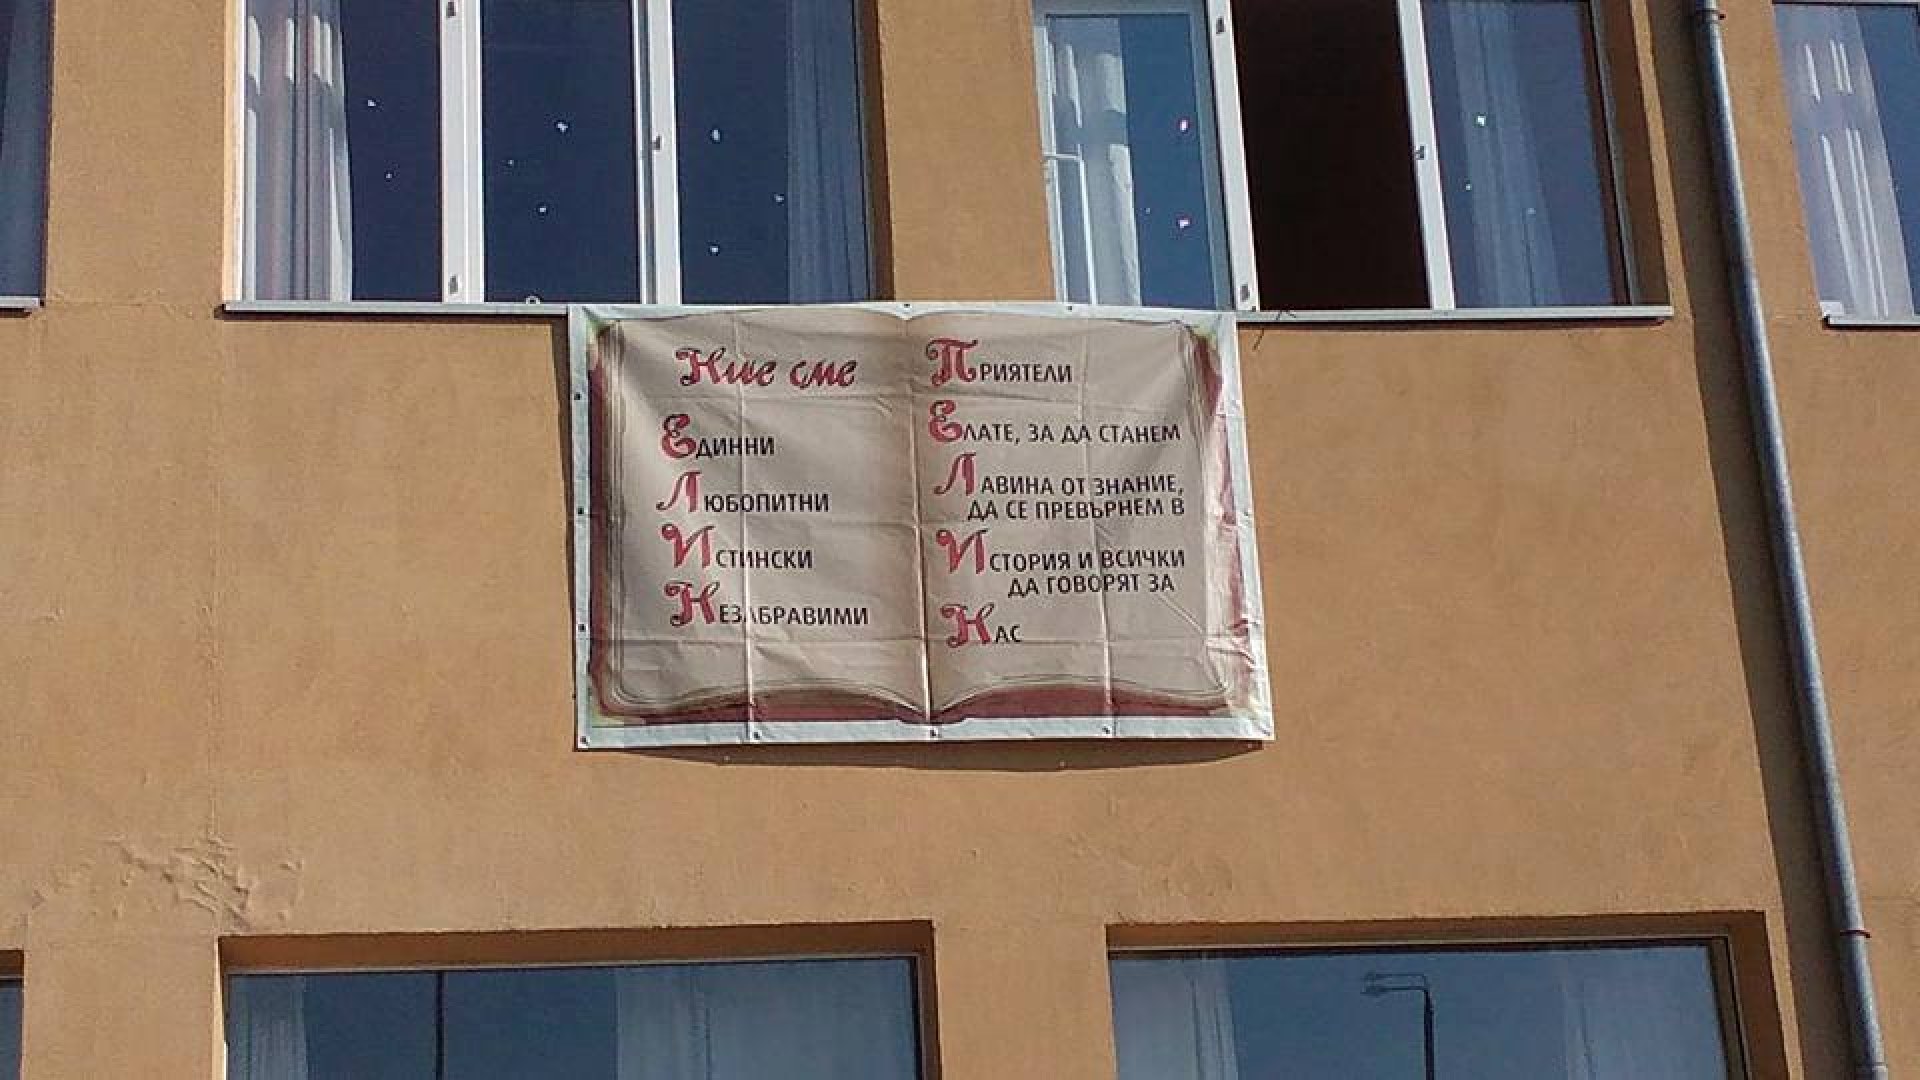 Ние сме
Единни
Любопитни
Истински
Незабравими
Приятели
Елате, за да станем
Лавина от знание,
да се превърнем в
История и всички
да говорят за
Нас